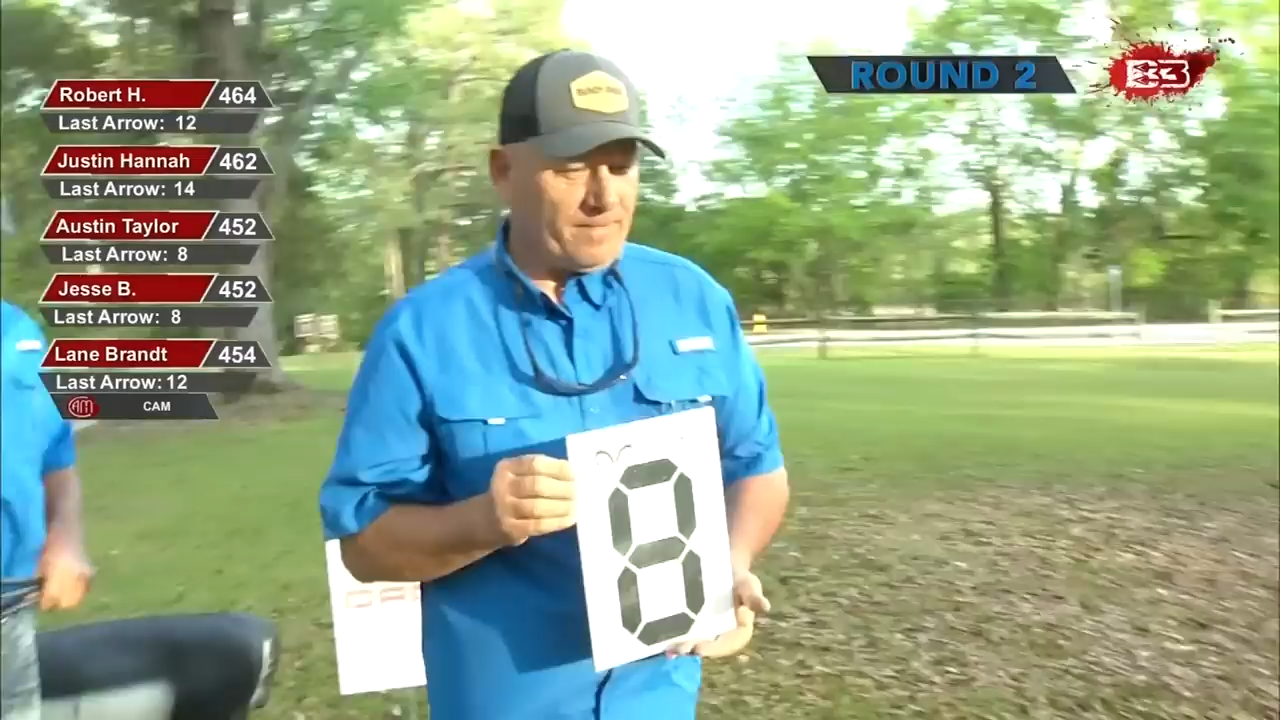 Robert H. 464
Last Arrow: 12
Justin Hannah 462
Last Arrow: 14
Austin Taylor 452
Last Arrow: 8
Jesse B. 452
Last Arrow: 8
Lane Brandt 454
Last Arrow: 12
AM CAM
ROUND 2
B3
8